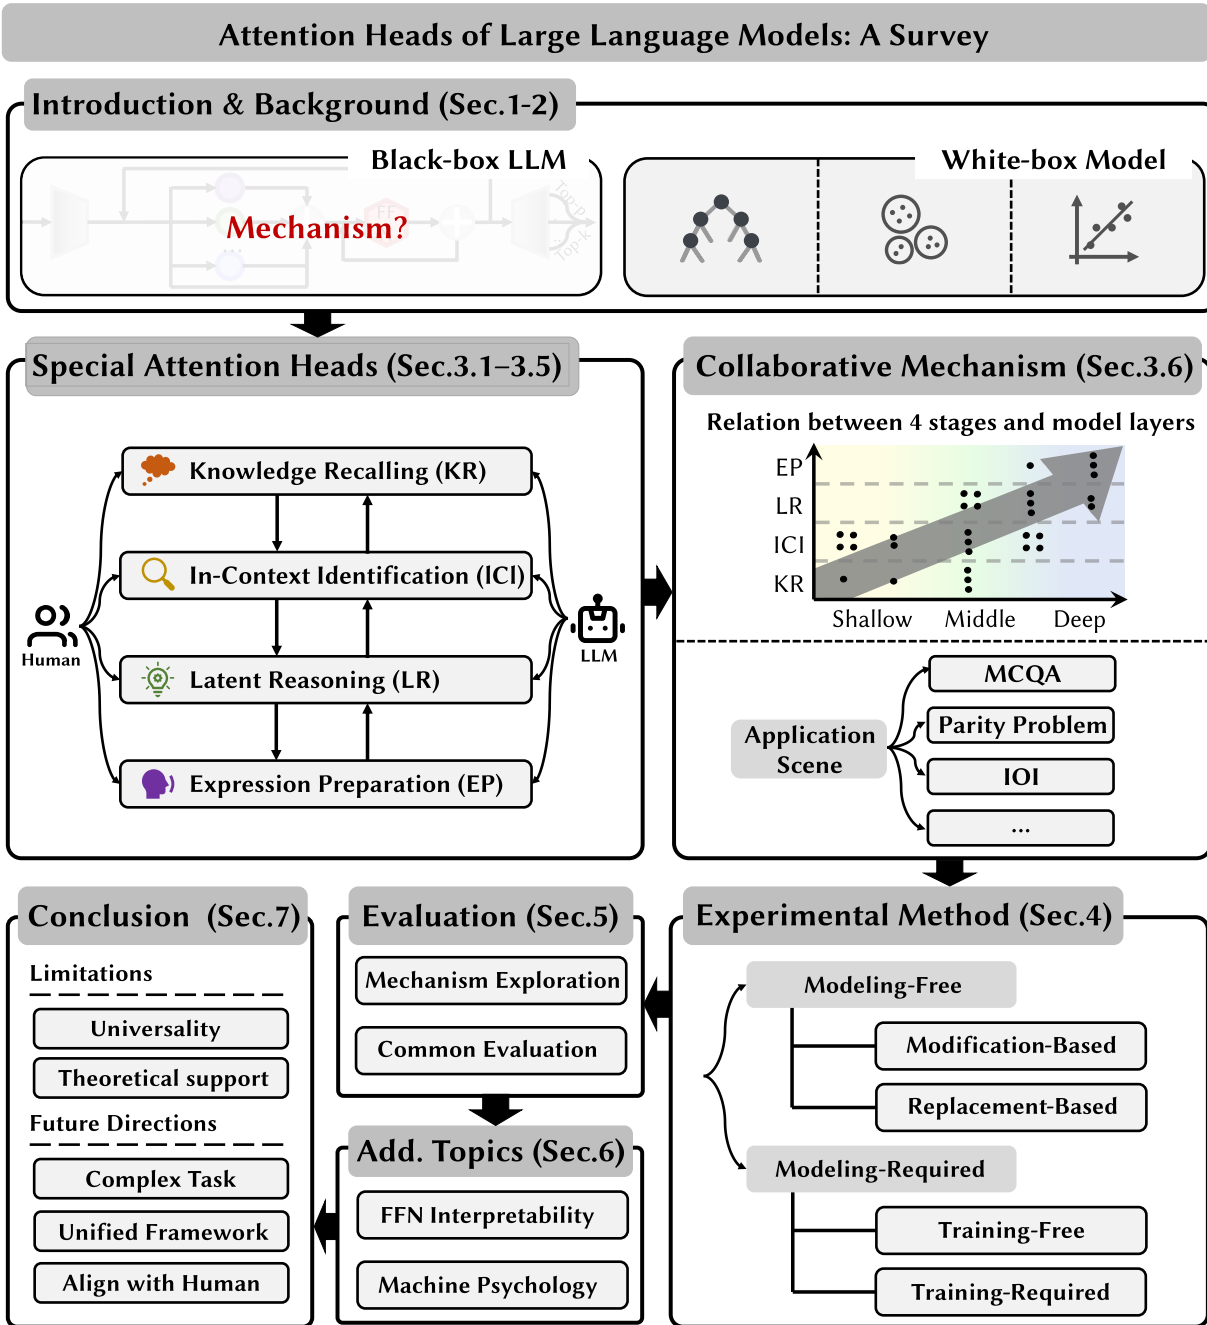 Attention Heads of Large Language Models: A Survey
Introduction & Background (Sec.1-2)
Black-box LLM
Mechanism?
FF
Top-p
Top-k
White-box Model
Special Attention Heads (Sec.3.1–3.5)
Knowledge Recalling (KR)
In-Context Identification (ICI)
Human
LLM
Latent Reasoning (LR)
Expression Preparation (EP)
Collaborative Mechanism (Sec.3.6)
Relation between 4 stages and model layers
EP
LR
ICI
KR
Shallow
Middle
Deep
Application
Scene
MCQA
Parity Problem
IOI
...
Experimental Method (Sec.4)
Modeling-Free
Modification-Based
Replacement-Based
Modeling-Required
Training-Free
Training-Required
Evaluation (Sec.5)
Mechanism Exploration
Common Evaluation
Add. Topics (Sec.6)
FFN Interpretability
Machine Psychology
Conclusion (Sec.7)
Limitations
Universality
Theoretical support
Future Directions
Complex Task
Unified Framework
Align with Human